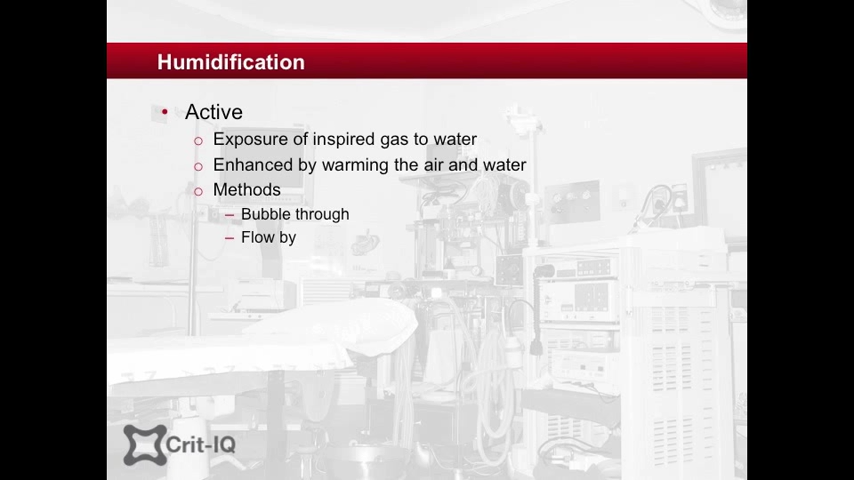 Humidification
• Active
o Exposure of inspired gas to water
o Enhanced by warming the air and water
o Methods
– Bubble through
– Flow by
Crit-IQ